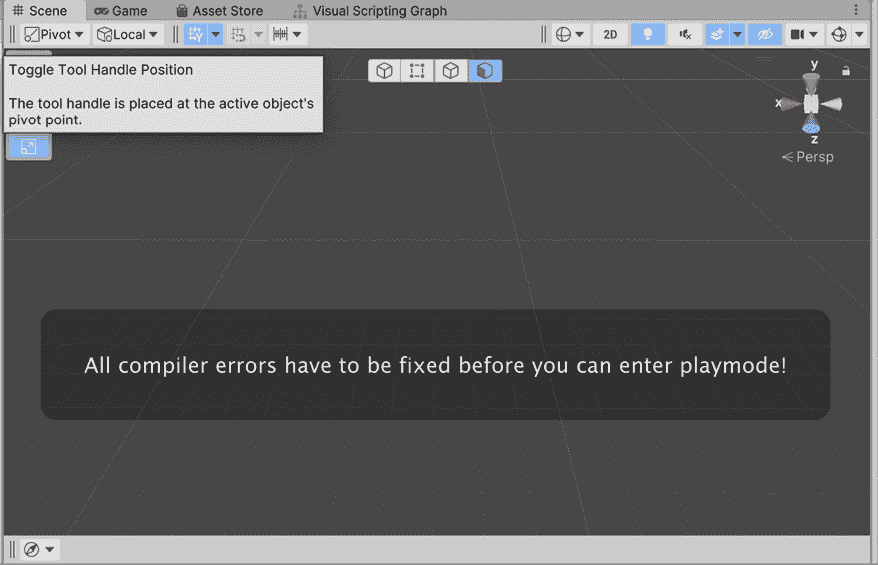 Scene Game Asset Store Visual Scripting Graph
Pivot Local 2D
Toggle Tool Handle Position
The tool handle is placed at the active object's
pivot point.
y
x
z
Persp
All compiler errors have to be fixed before you can enter playmode!